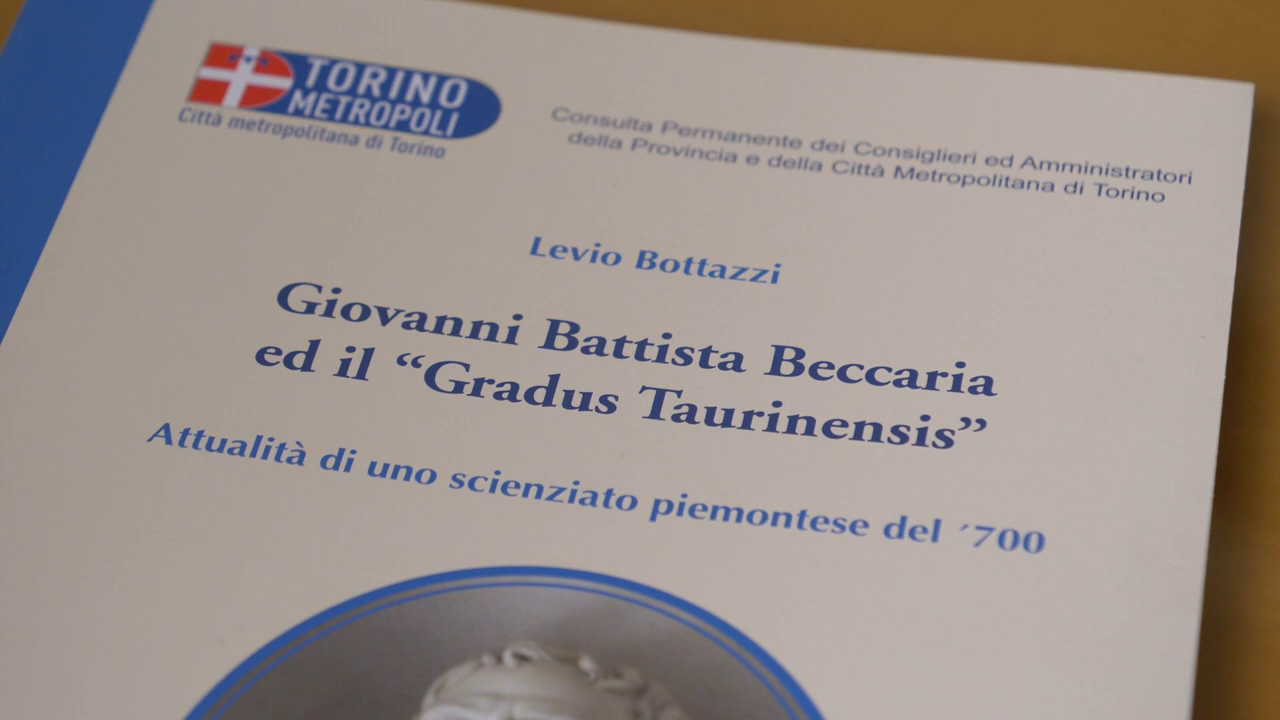 TORINO
METROPOLI
Città metropolitana di Torino
Consulta Permanente dei Consiglieri ed Amministratori
della Provincia e della Città Metropolitana di Torino
Levio Bottazzi
Giovanni Battista Beccaria
ed il “Gradus Taurinensis”
Attualità di uno scienziato piemontese del ´700